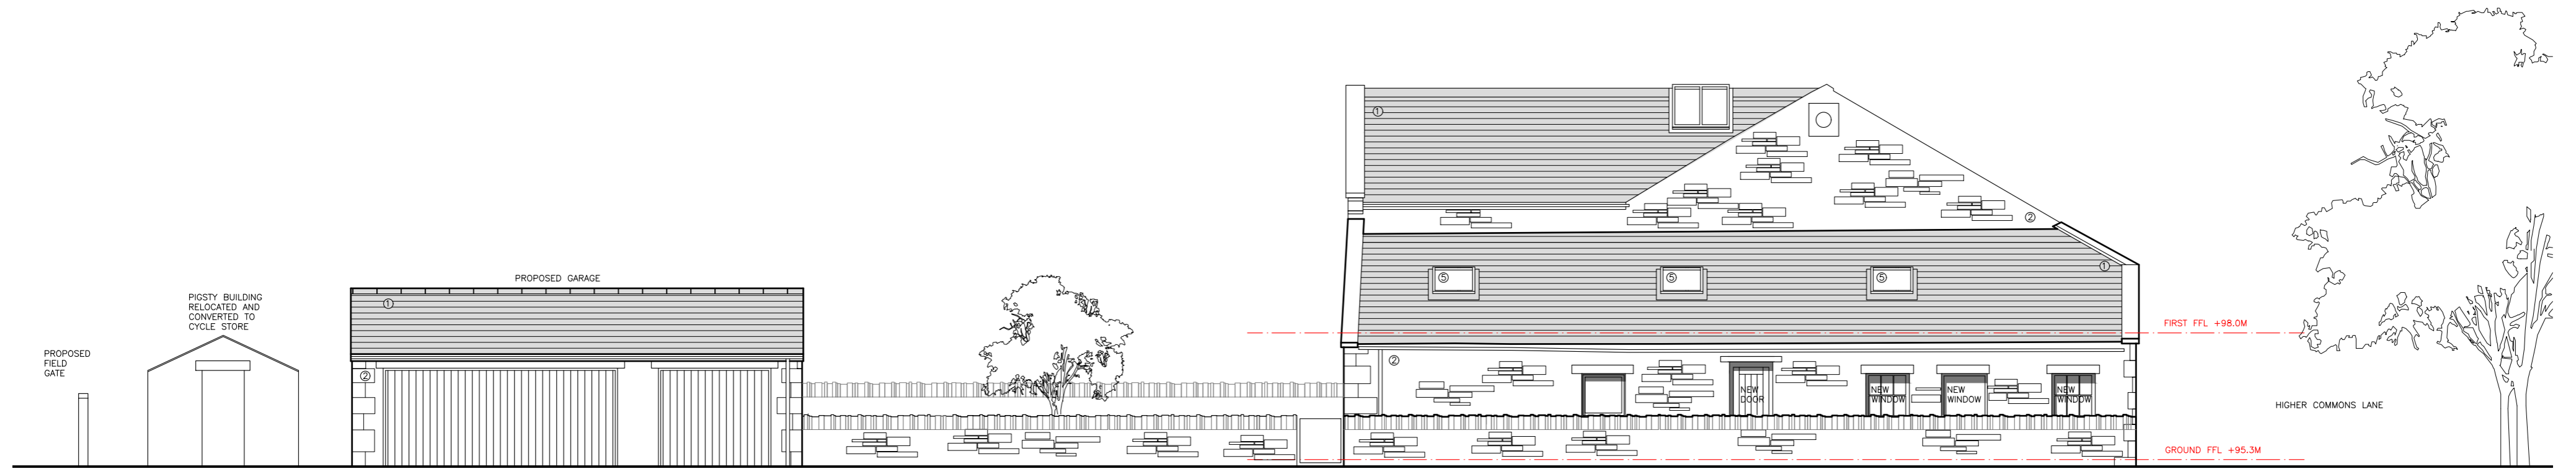 PROPOSED
FIELD
GATE
PIGSTY BUILDING
RELOCATED AND
CONVERTED TO
CYCLE STORE
PROPOSED GARAGE
1
2
1
2
5
5
5
1
2
NEW
DOOR
NEW
WINDOW
NEW
WINDOW
NEW
WINDOW
FIRST FFL +98.0M
HIGHER COMMONS LANE
GROUND FFL +95.3M